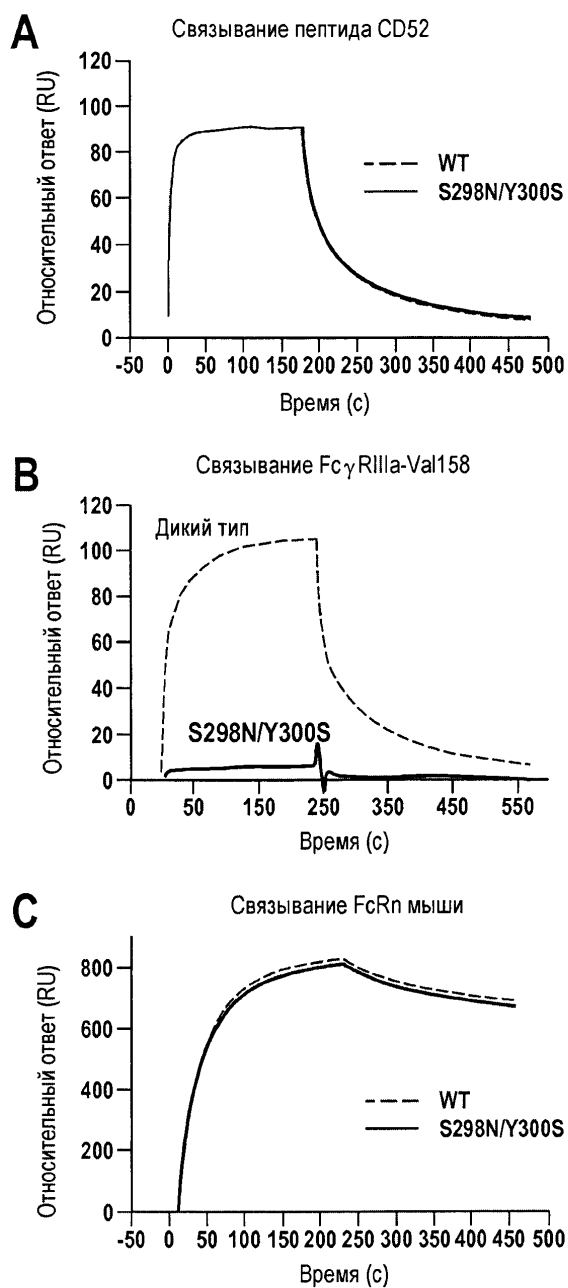 A
Связывание пептида CD52
Относительный ответ (RU)
120
100
80
60
40
20
0
WT
S298N/Y300S
-50 0 50 100 150 200 250 300 350 400 450 500
Время (с)
B
Связывание FcγRIIIa-Val158
Относительный ответ (RU)
120
100
80
60
40
20
0
Дикий тип
S298N/Y300S
0 50 150 250 350 450 550
Время (с)
C
Связывание FcRn мыши
Относительный ответ (RU)
800
600
400
200
0
WT
S298N/Y300S
-50 0 50 100 150 200 250 300 350 400 450 500
Время (с)